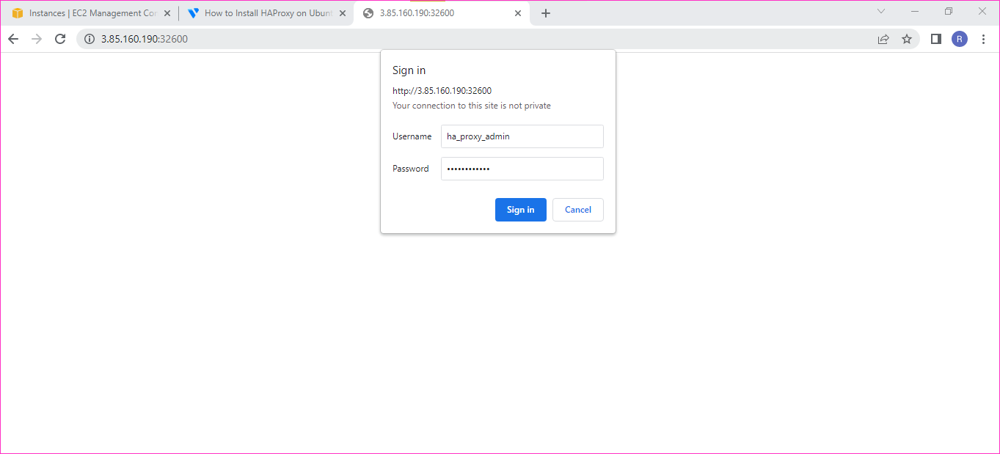 Instances | EC2 Management Con
How to Install HAProxy on Ubunt
3.85.160.190:32600
3.85.160.190:32600
R
Sign in
http://3.85.160.190:32600
Your connection to this site is not private
Username
ha_proxy_admin
Password
••••••••••••
Sign in
Cancel